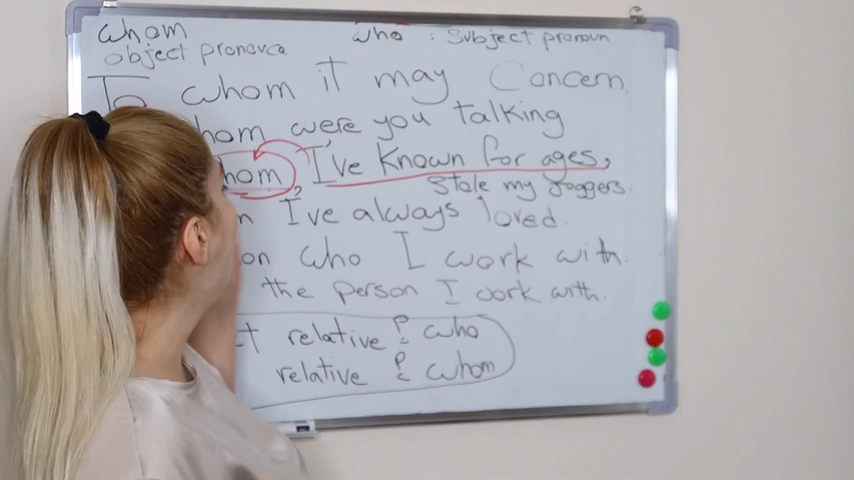 whom who : Subject pronoun
object pronouce
To whom it may Concern.
hom were you talking
hom, I've known for ages,
stole my joggers.
I've always loved.
on who I work with.
the person I work with.
relative ? who
relative ? whom